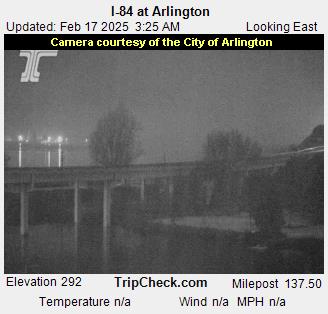 I-84 at Arlington
Updated: Feb 17 2025 3:25 AM Looking East
Camera courtesy of the City of Arlington
Elevation 292 TripCheck.com Milepost 137.50
Temperature n/a Wind n/a MPH n/a